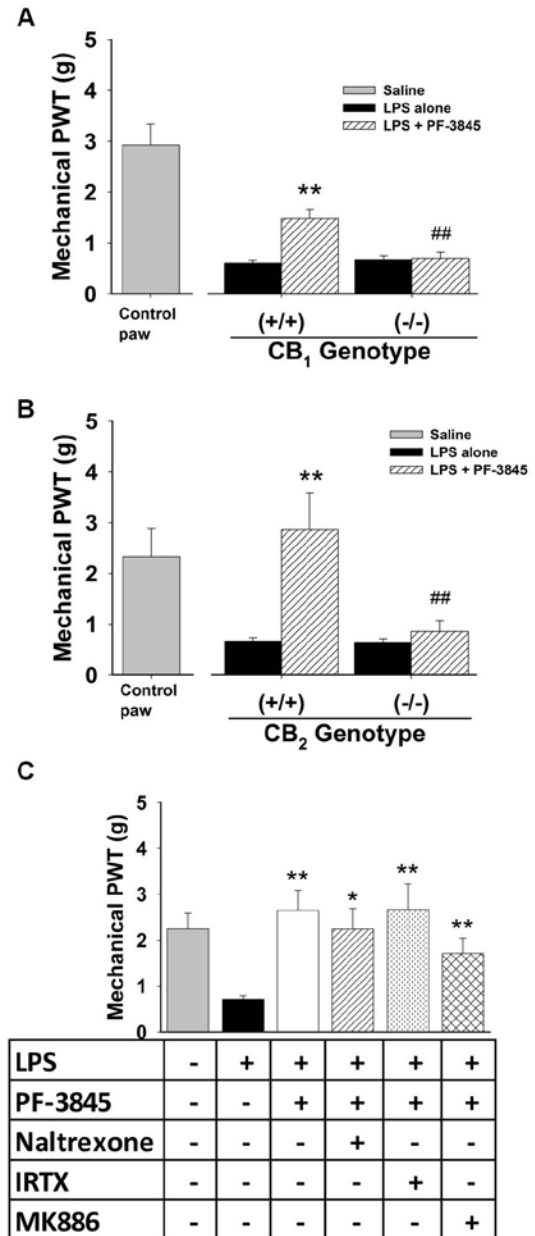 A
Mechanical PWT (g)
5
4
3
2
1
0
Saline
LPS alone
LPS + PF-3845
**
##
Control
paw
(+/+) (-/-)
CB₁ Genotype
B
Mechanical PWT (g)
5
4
3
2
1
0
Saline
LPS alone
LPS + PF-3845
**
##
Control
paw
(+/+) (-/-)
CB₂ Genotype
C
Mechanical PWT (g)
5
4
3
2
1
0
** * ** **
LPS - + + + + +
PF-3845 - - + + + +
Naltrexone - - - + - -
IRTX - - - - + -
MK886 - - - - - +